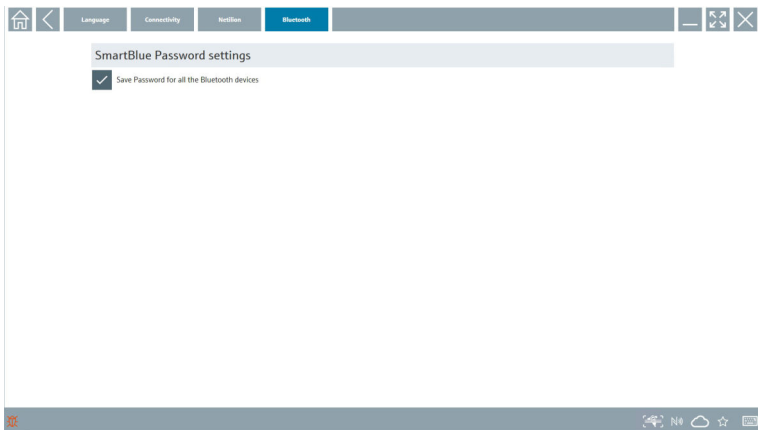 Language Connectivity Netilion Bluetooth
SmartBlue Password settings
Save Password for all the Bluetooth devices